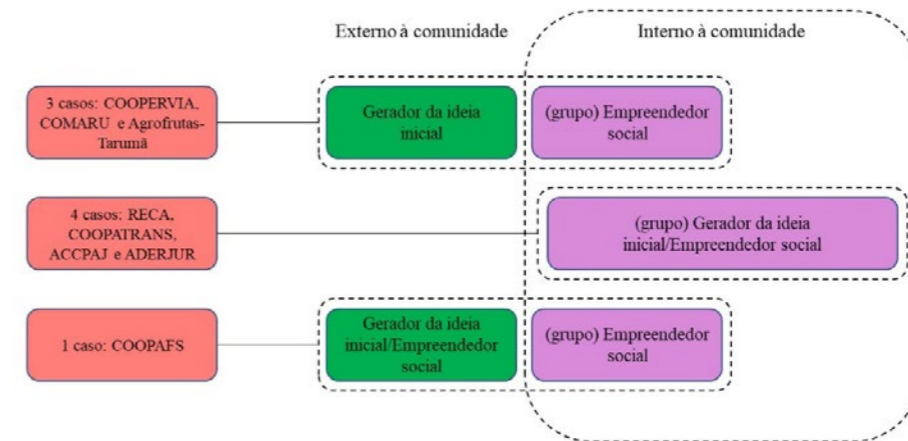 Externo à comunidade
Interno à comunidade
3 casos: COOPERVIA,
COMARU e Agrofrutas-
Tarumã
Gerador da ideia
inicial
(grupo) Empreendedor
social
4 casos: RECA,
COOPATRANS,
ACCPAJ e ADERJUR
(grupo) Gerador da ideia
inicial/Empreendedor social
1 caso: COOPAFS
Gerador da ideia
inicial/Empreendedor
social
(grupo) Empreendedor
social